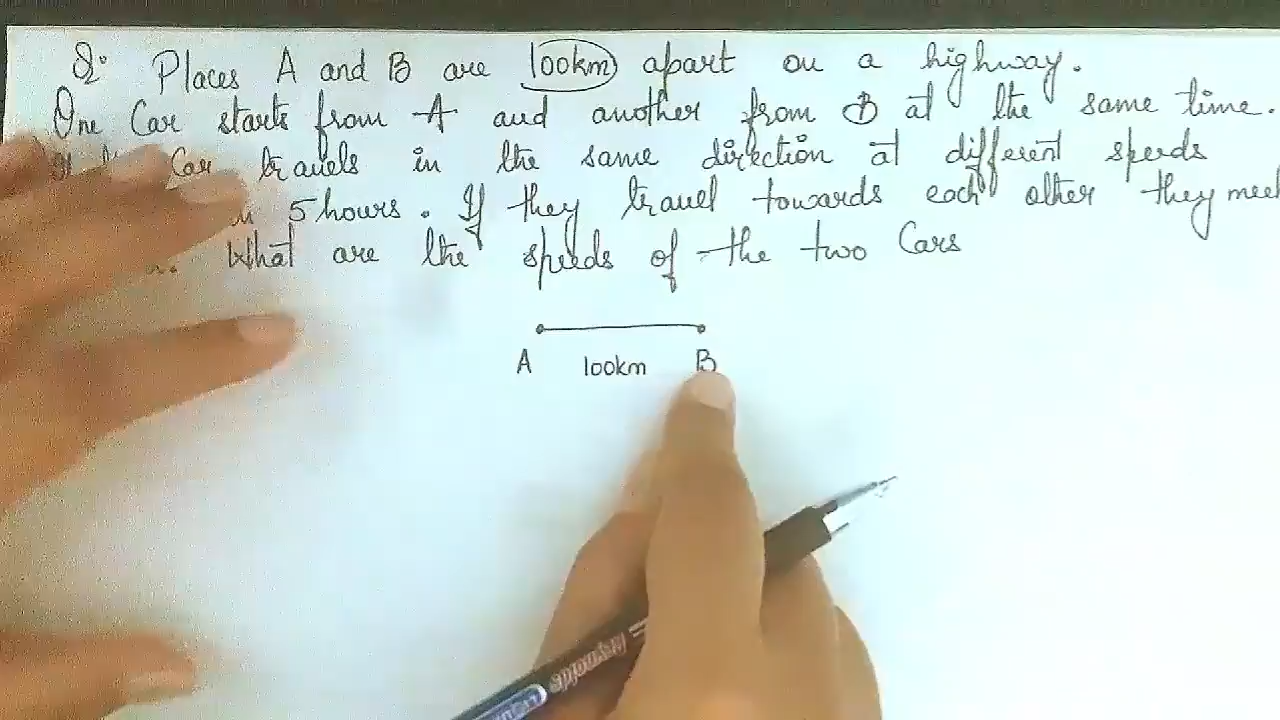 Q: Places A and B are 100km apart on a highway.
One Car starts from A and another from B at the same time.
Car travels in the same direction at different speeds
5 hours. If they travel towards each other they meet
What are the speeds of the two Cars
A 100km B